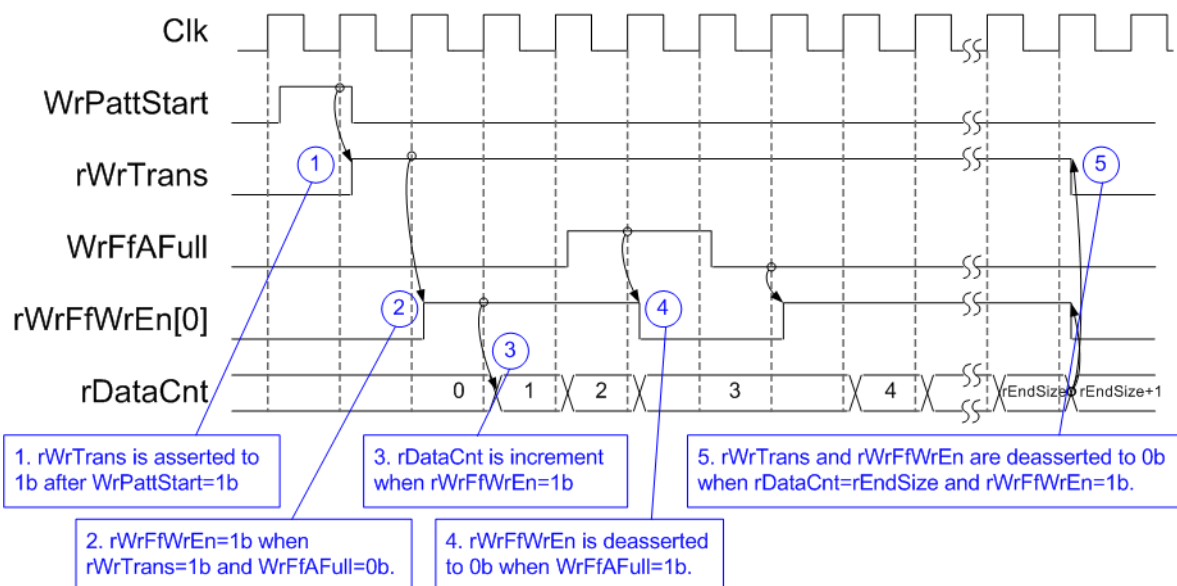 Clk
WrPattStart
rWrTrans
1
5
WrFfAFull
rWrFfWrEn[0]
2
4
3
rDataCnt
0
1
2
3
4
rEndSize
rEndSize+1
1. rWrTrans is asserted to
1b after WrPattStart=1b
3. rDataCnt is increment
when rWrFfWrEn=1b
5. rWrTrans and rWrFfWrEn are deasserted to 0b
when rDataCnt=rEndSize and rWrFfWrEn=1b.
2. rWrFfWrEn=1b when
rWrTrans=1b and WrFfAFull=0b.
4. rWrFfWrEn is deasserted
to 0b when WrFfAFull=1b.